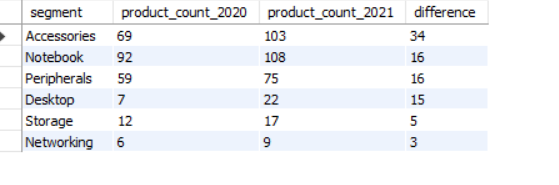 segment product_count_2020 product_count_2021 difference
Accessories 69 103 34
Notebook 92 108 16
Peripherals 59 75 16
Desktop 7 22 15
Storage 12 17 5
Networking 6 9 3